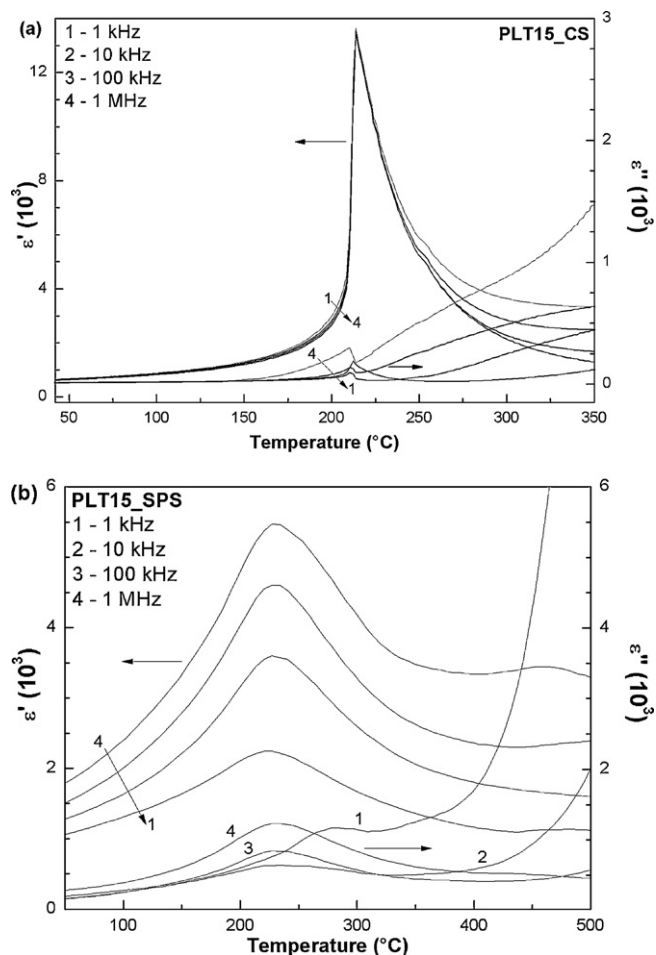 (a)
1 - 1 kHz
2 - 10 kHz
3 - 100 kHz
4 - 1 MHz
PLT15_CS
12
8
4
0
ε' (10³)
3
2
1
0
ε'' (10³)
1
4
4
1
50 100 150 200 250 300 350
Temperature (°C)
(b)
PLT15_SPS
1 - 1 kHz
2 - 10 kHz
3 - 100 kHz
4 - 1 MHz
6
4
2
0
ε' (10³)
6
4
2
0
ε'' (10³)
4
1
4
3
1
2
100 200 300 400 500
Temperature (°C)